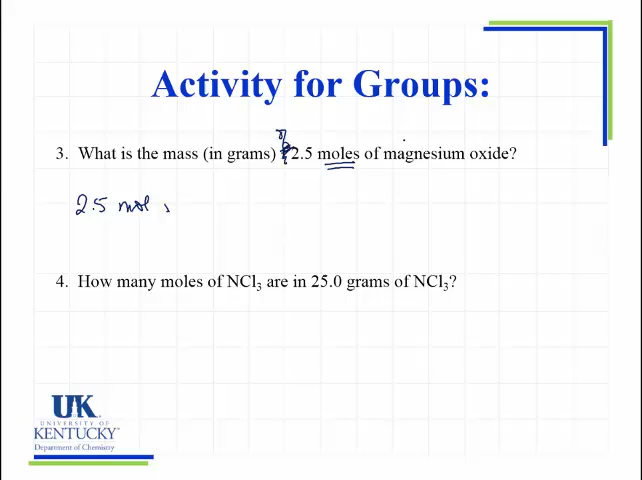 Activity for Groups:
3. What is the mass (in grams) 2.5 moles of magnesium oxide?
2.5 mol
4. How many moles of NCl₃ are in 25.0 grams of NCl₃?
UK
UNIVERSITY OF
KENTUCKY
Department of Chemistry